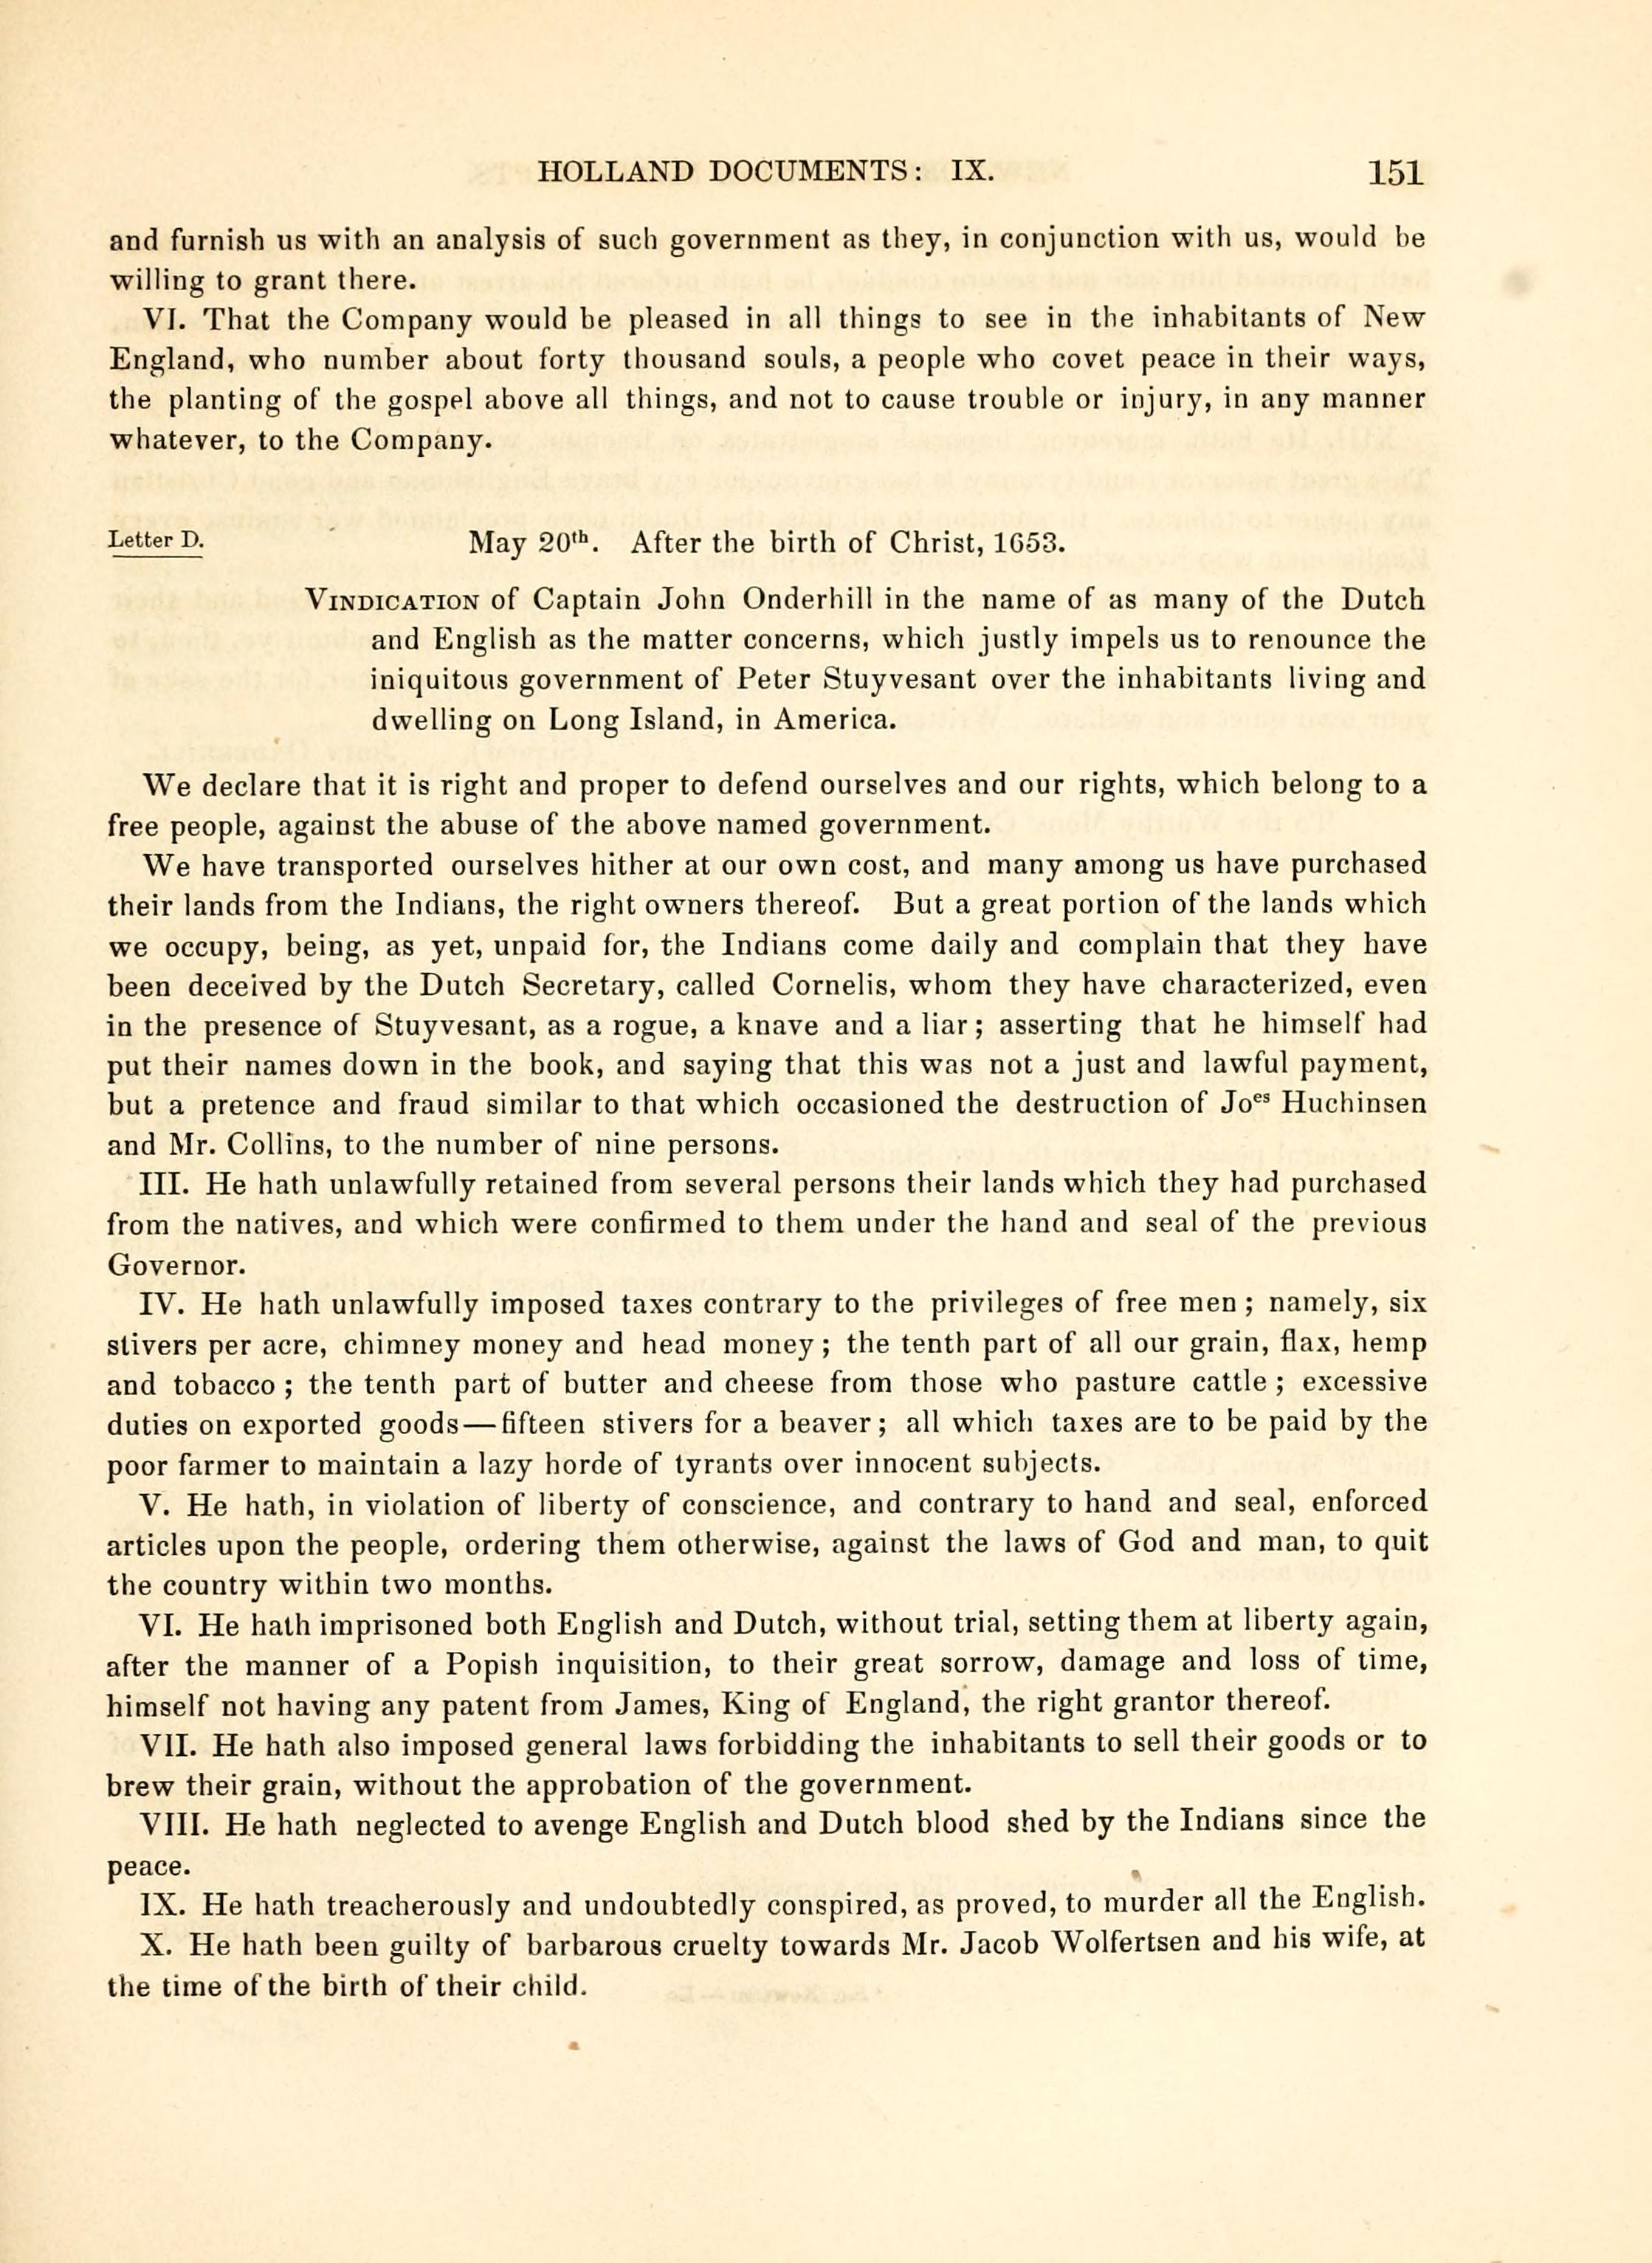 HOLLAND DOCUMENTS: IX. 151
and furnish us with an analysis of such government as they, in conjunction with us, would be
willing to grant there.
VI. That the Company would be pleased in all things to see in the inhabitants of New
England, who number about forty thousand souls, a people who covet peace in their ways,
the planting of the gospel above all things, and not to cause trouble or injury, in any manner
whatever, to the Company.
Letter D. May 20th. After the birth of Christ, 1653.
VINDICATION of Captain John Onderhill in the name of as many of the Dutch
and English as the matter concerns, which justly impels us to renounce the
iniquitous government of Peter Stuyvesant over the inhabitants living and
dwelling on Long Island, in America.
We declare that it is right and proper to defend ourselves and our rights, which belong to a
free people, against the abuse of the above named government.
We have transported ourselves hither at our own cost, and many among us have purchased
their lands from the Indians, the right owners thereof. But a great portion of the lands which
we occupy, being, as yet, unpaid for, the Indians come daily and complain that they have
been deceived by the Dutch Secretary, called Cornelis, whom they have characterized, even
in the presence of Stuyvesant, as a rogue, a knave and a liar; asserting that he himself had
put their names down in the book, and saying that this was not a just and lawful payment,
but a pretence and fraud similar to that which occasioned the destruction of Joes Huchinsen
and Mr. Collins, to the number of nine persons.
III. He hath unlawfully retained from several persons their lands which they had purchased
from the natives, and which were confirmed to them under the hand and seal of the previous
Governor.
IV. He hath unlawfully imposed taxes contrary to the privileges of free men; namely, six
stivers per acre, chimney money and head money; the tenth part of all our grain, flax, hemp
and tobacco; the tenth part of butter and cheese from those who pasture cattle; excessive
duties on exported goods—fifteen stivers for a beaver; all which taxes are to be paid by the
poor farmer to maintain a lazy horde of tyrants over innocent subjects.
V. He hath, in violation of liberty of conscience, and contrary to hand and seal, enforced
articles upon the people, ordering them otherwise, against the laws of God and man, to quit
the country within two months.
VI. He hath imprisoned both English and Dutch, without trial, setting them at liberty again,
after the manner of a Popish inquisition, to their great sorrow, damage and loss of time,
himself not having any patent from James, King of England, the right grantor thereof.
VII. He hath also imposed general laws forbidding the inhabitants to sell their goods or to
brew their grain, without the approbation of the government.
VIII. He hath neglected to avenge English and Dutch blood shed by the Indians since the
peace.
IX. He hath treacherously and undoubtedly conspired, as proved, to murder all the English.
X. He hath been guilty of barbarous cruelty towards Mr. Jacob Wolfertsen and his wife, at
the time of the birth of their child.